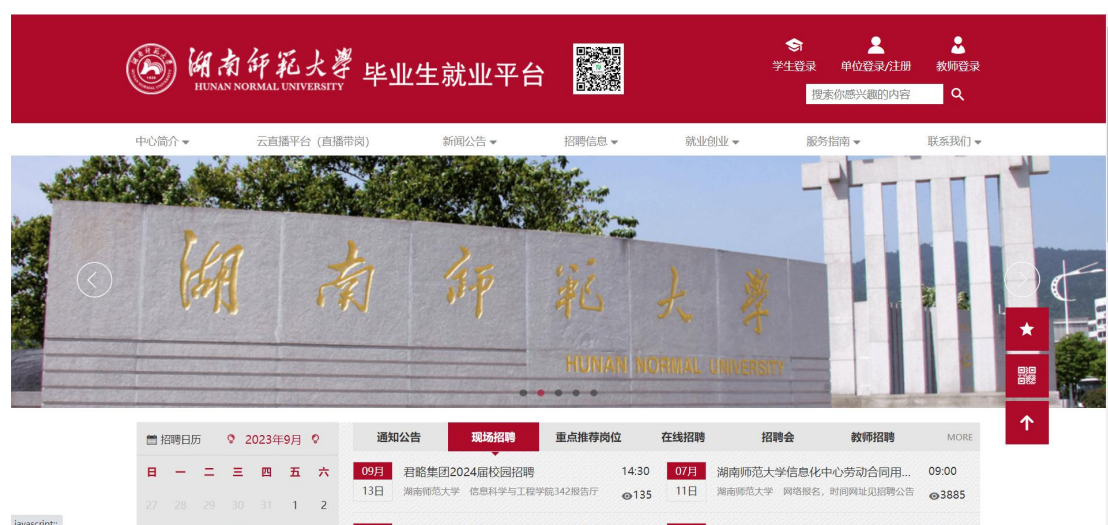 湖南师范大学
HUNAN NORMAL UNIVERSITY
毕业生就业平台
学生登录 单位登录/注册 教师登录
搜索你感兴趣的内容
中心简介 云直播平台 (直播带岗) 新闻公告 招聘信息 就业创业 服务指南 联系我们
湖南師範大學
HUNAN NORMAL UNIVERSITY
招聘日历 2023年9月
日 一 二 三 四 五 六
27 28 29 30 31 1 2
通知公告 现场招聘 重点推荐岗位 在线招聘 招聘会 教师招聘 MORE
09月 君略集团2024届校园招聘 14:30
13日 湖南师范大学 信息科学与工程学院342报告厅 135
07月 湖南师范大学信息化中心劳动合同用... 09:00
11日 湖南师范大学 网络报名，时间网址见招聘公告 3885
javascript:;